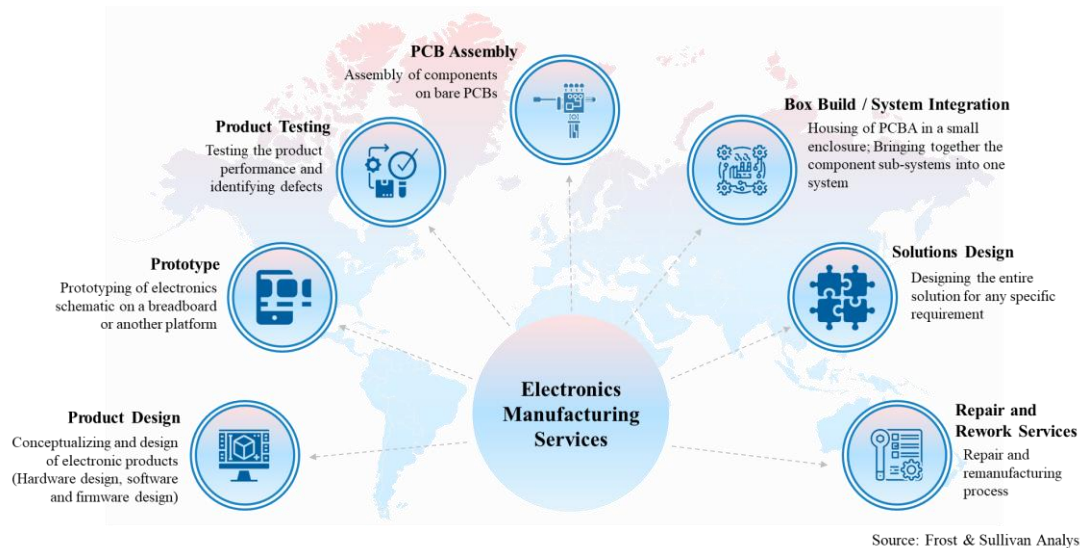 PCB Assembly
Assembly of components
on bare PCBs
Box Build / System Integration
Housing of PCBA in a small
enclosure; Bringing together the
component sub-systems into one
system
Product Testing
Testing the product
performance and
identifying defects
Prototype
Prototyping of electronics
schematic on a breadboard
or another platform
Solutions Design
Designing the entire
solution for any specific
requirement
Electronics
Manufacturing
Services
Product Design
Conceptualizing and design
of electronic products
(Hardware design, software
and firmware design)
Repair and
Rework Services
Repair and
remanufacturing
process
Source: Frost & Sullivan Analys